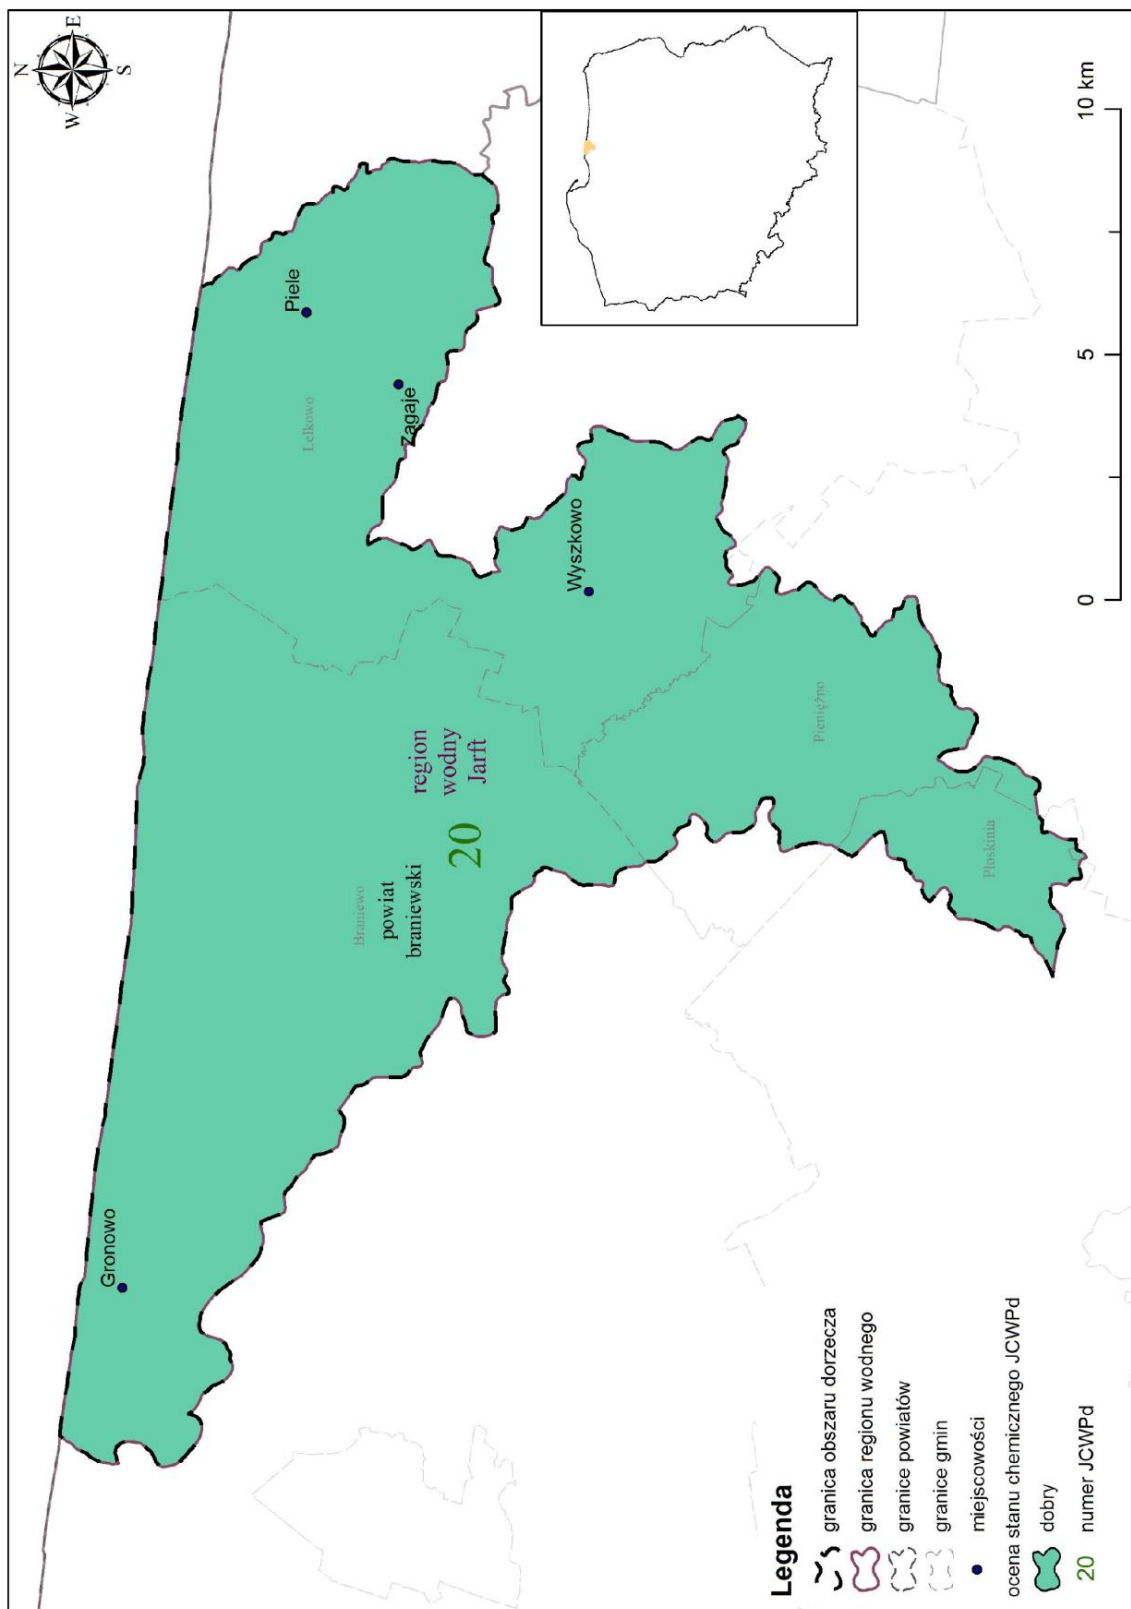 N
E
S
W
Piele
Lelkowo
Zagaje
Wyszkowo
Gronowo
region
wodny
Jarft
20
Braniewo
powiat
braniewski
Pieniężno
Płoskinia
Legenda
granica obszaru dorzecza
granica regionu wodnego
granice powiatów
granice gmin
miejscowości
ocena stanu chemicznego JCWPd
dobry
20 numer JCWPd
0 5 10 km